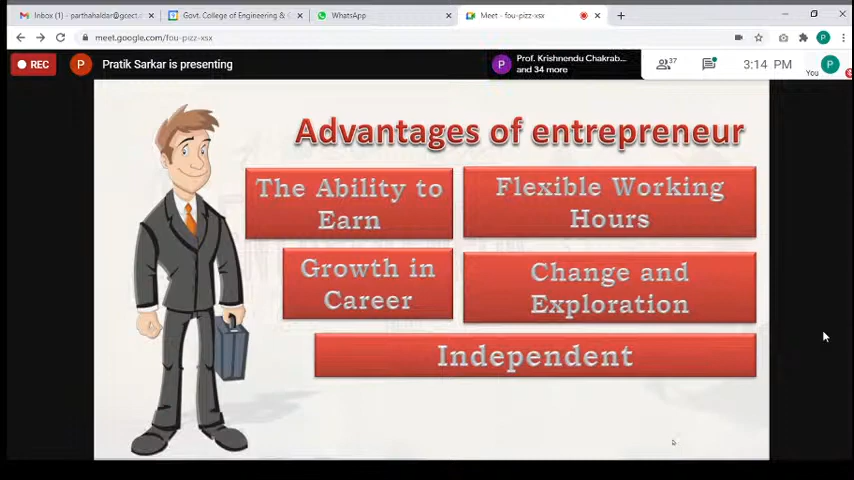 Inbox (1) - parthahaldar@gcect.
Govt. College of Engineering & C
WhatsApp
Meet - fou-pizz-xsx
meet.google.com/fou-pizz-xsx
P
REC
P
Pratik Sarkar is presenting
P
Prof. Krishnendu Chakrab...
and 34 more
37
3:14 PM
You
P
Advantages of entrepreneur
The Ability to
Earn
Flexible Working
Hours
Growth in
Career
Change and
Exploration
Independent